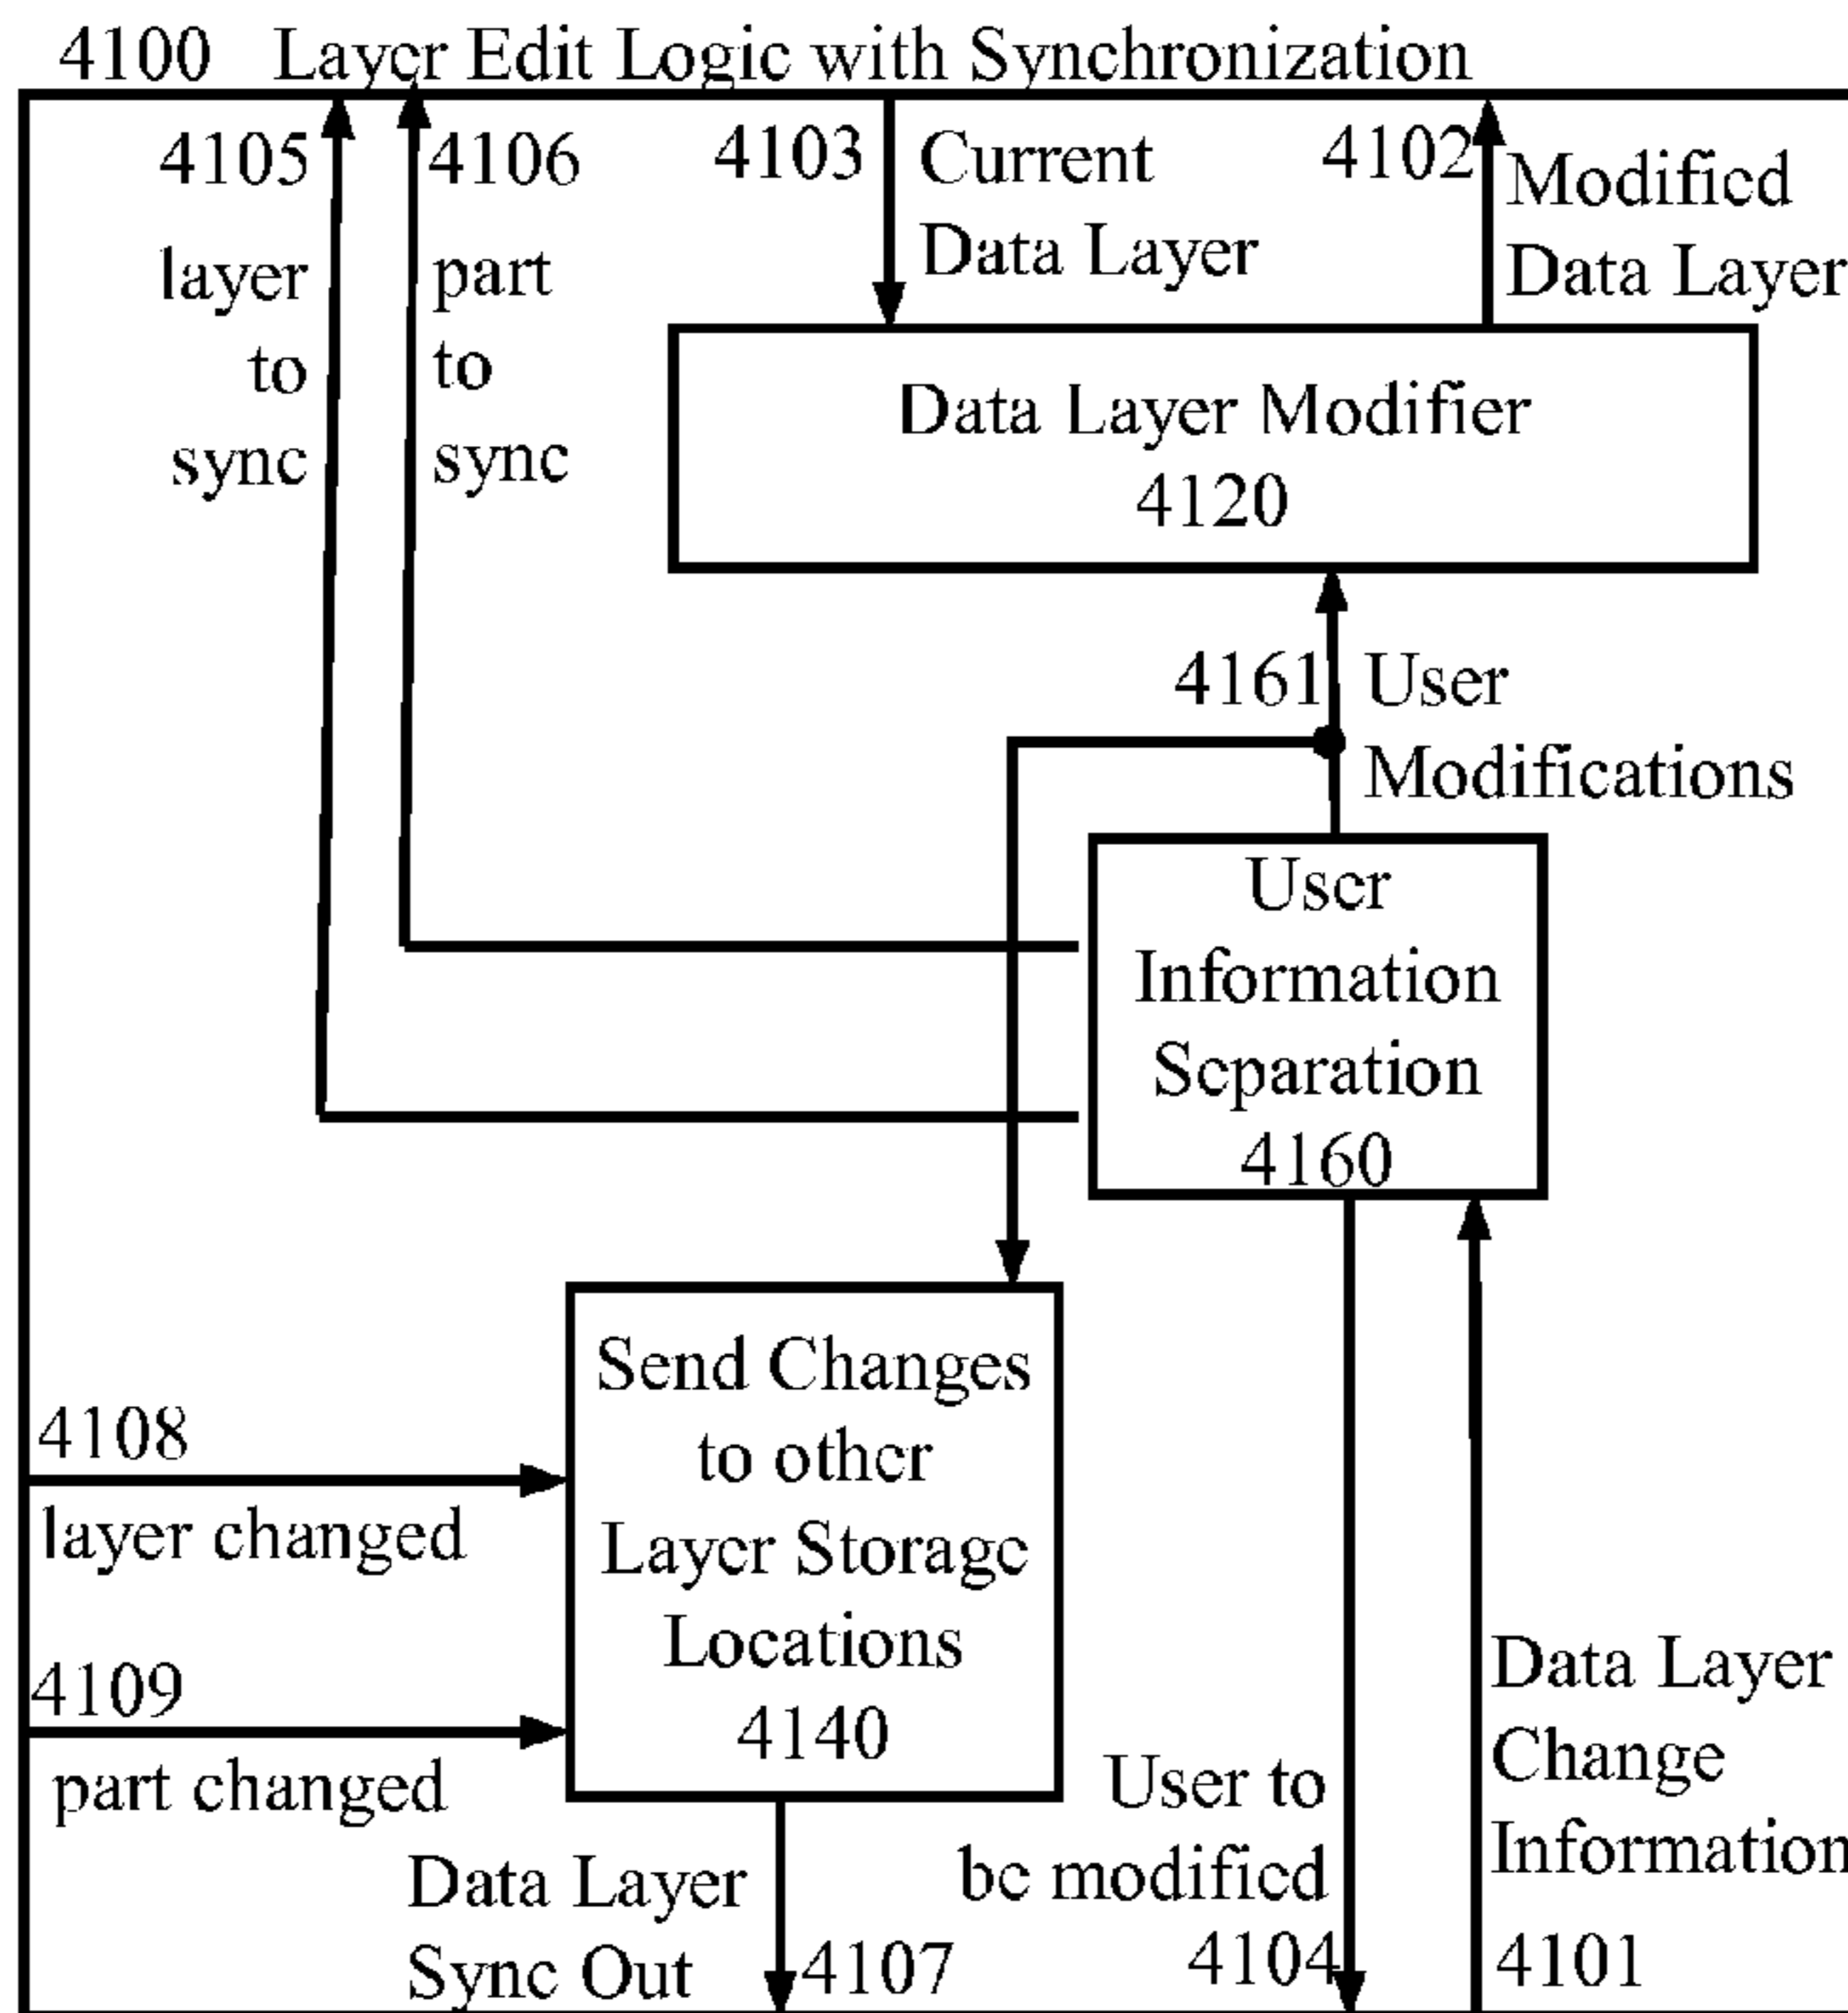 4100 Layer Edit Logic with Synchronization
4105
layer
to
sync
4106
part
to
sync
4103
Current
Data Layer
4102
Modified
Data Layer
Data Layer Modifier
4120
4161
User
Modifications
User
Information
Separation
4160
Send Changes
to other
Layer Storage
Locations
4140
4108
layer changed
4109
part changed
Data Layer
Sync Out
4107
User to
be modified
4104
Data Layer
Change
Information
4101